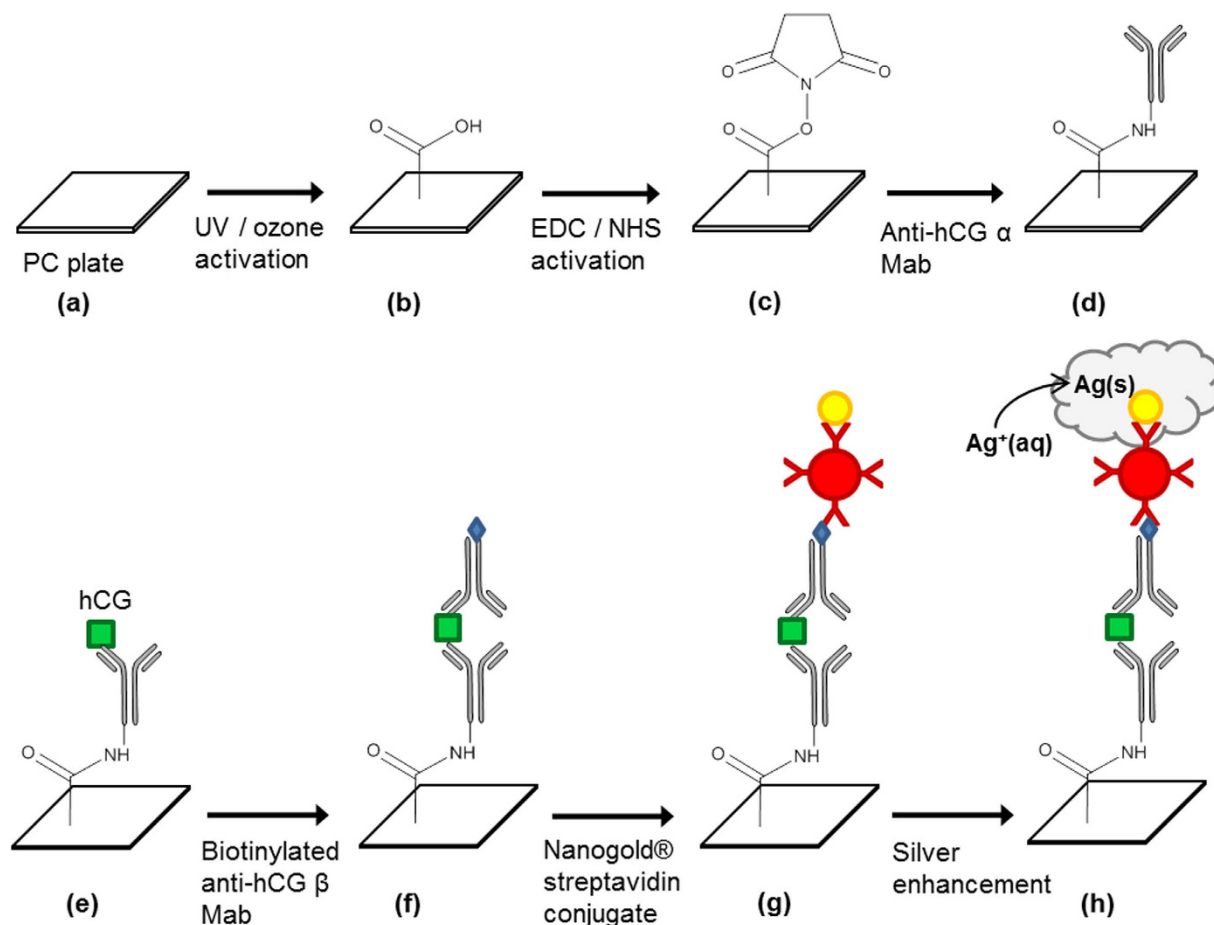 O
O
N
O
O
O
OH
O
NH
PC plate
UV / ozone
activation
EDC / NHS
activation
Anti-hCG α
Mab
(a)
(b)
(c)
(d)
Ag(s)
Ag⁺(aq)
hCG
O
NH
O
NH
O
NH
O
NH
Biotinylated
anti-hCG β
Mab
Nanogold®
streptavidin
conjugate
Silver
enhancement
(e)
(f)
(g)
(h)